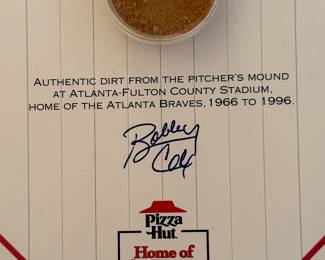 AUTHENTIC DIRT FROM THE PITCHER'S MOUND
AT ATLANTA-FULTON COUNTY STADIUM,
HOME OF THE ATLANTA BRAVES, 1966 TO 1996.
Bobby
Cox
Pizza
Hut
Home of